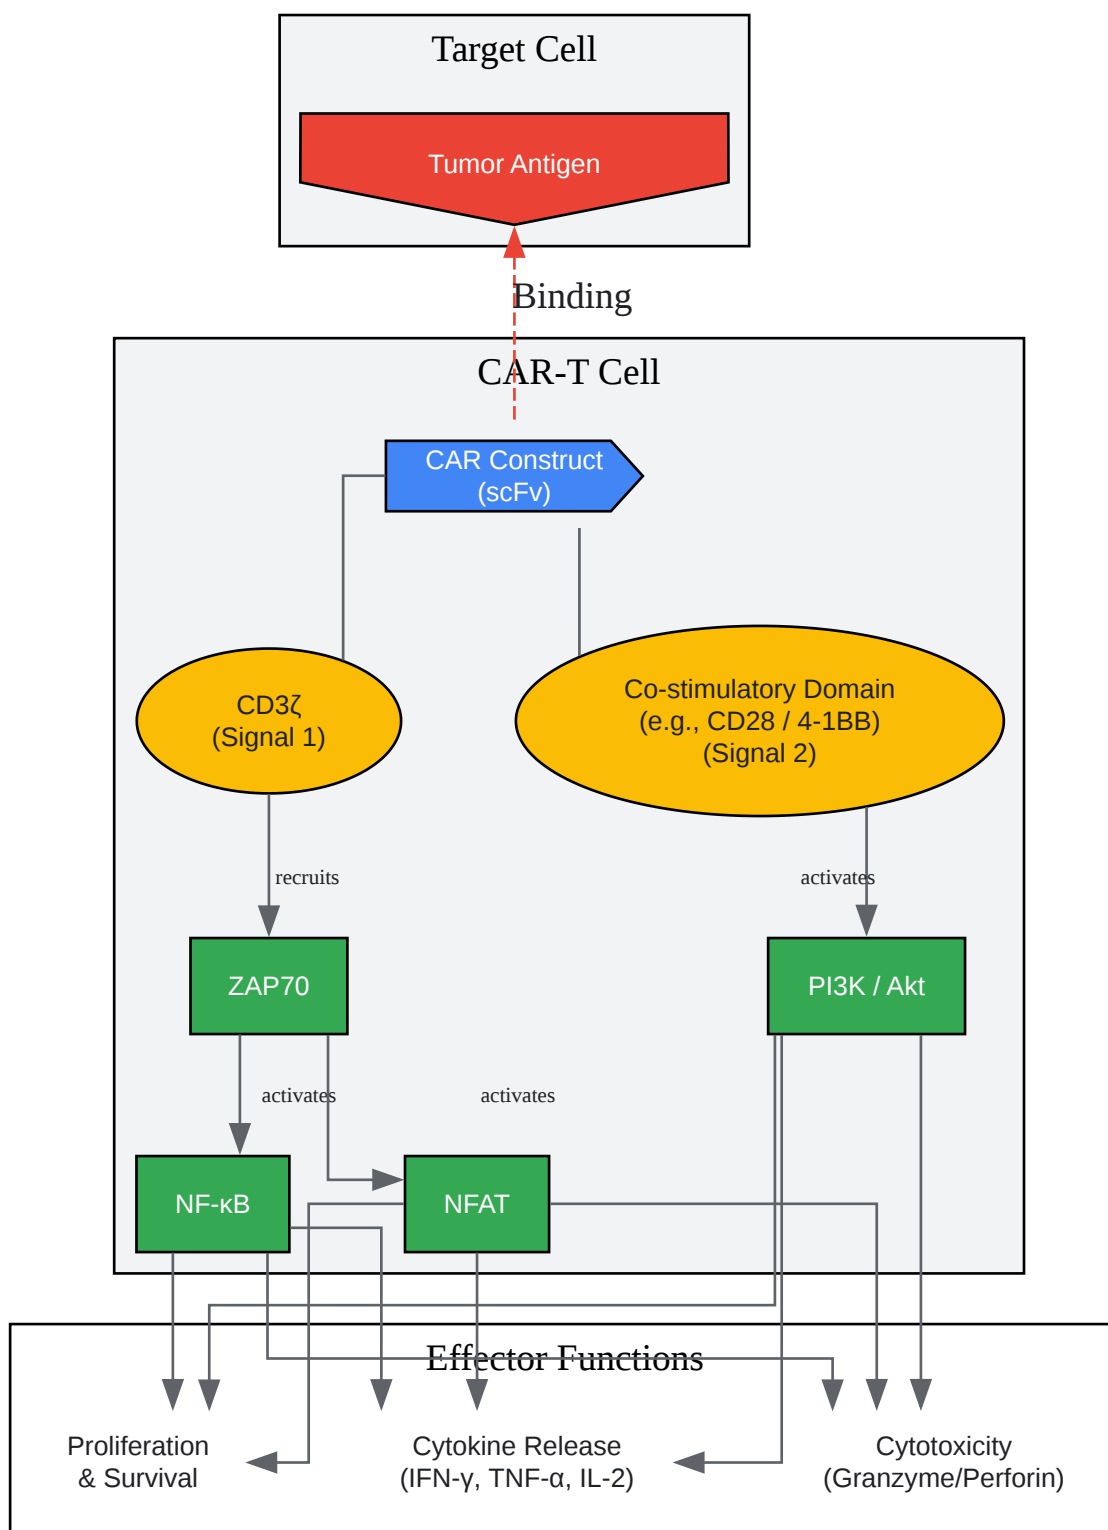 Target Cell
Tumor Antigen
Binding
CAR-T Cell
CAR Construct
(scFv)
CD3ζ
(Signal 1)
Co-stimulatory Domain
(e.g., CD28 / 4-1BB)
(Signal 2)
recruits
activates
ZAP70
PI3K / Akt
activates
activates
NF-κB
NFAT
Effector Functions
Proliferation
& Survival
Cytokine Release
(IFN-γ, TNF-α, IL-2)
Cytotoxicity
(Granzyme/Perforin)